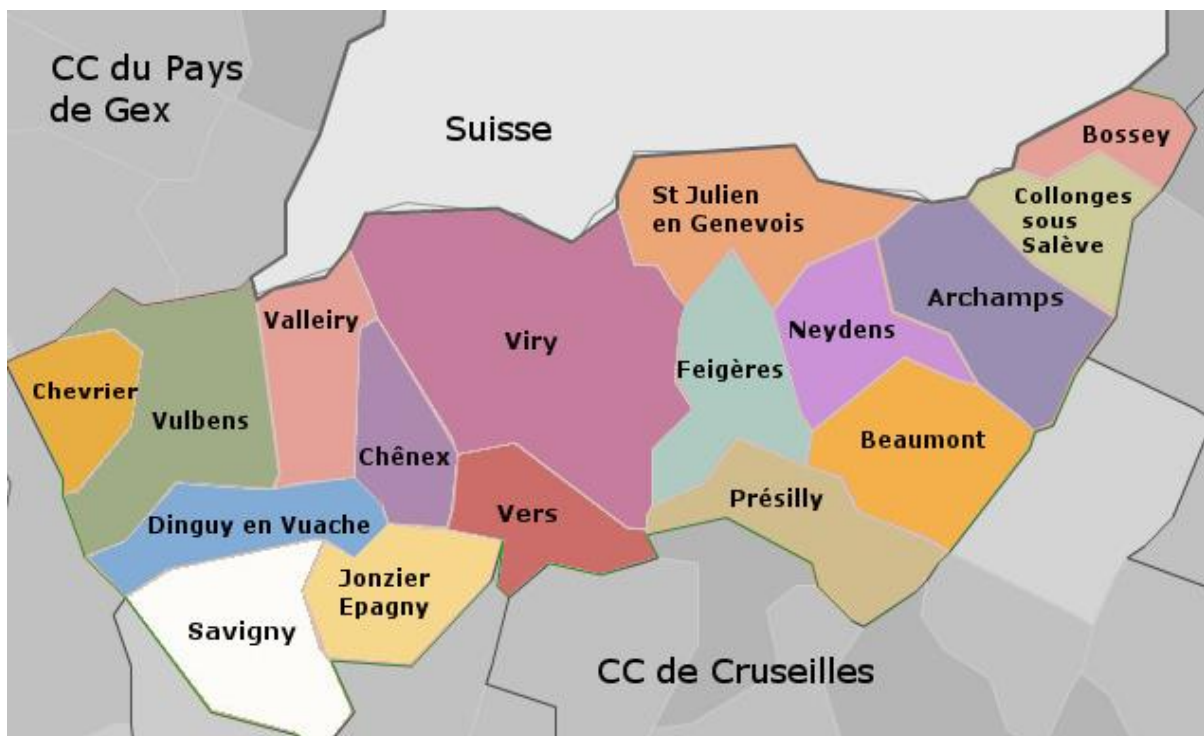 CC du Pays
de Gex
Suisse
Bossey
St Julien
en Genevois
Collonges
sous
Salève
Archamps
Valleiry
Viry
Neydens
Chevrier
Vulbens
Feigères
Chênex
Beaumont
Présilly
Vers
Dinguy en Vuache
Jonzier
Epagny
Savigny
CC de Cruseilles